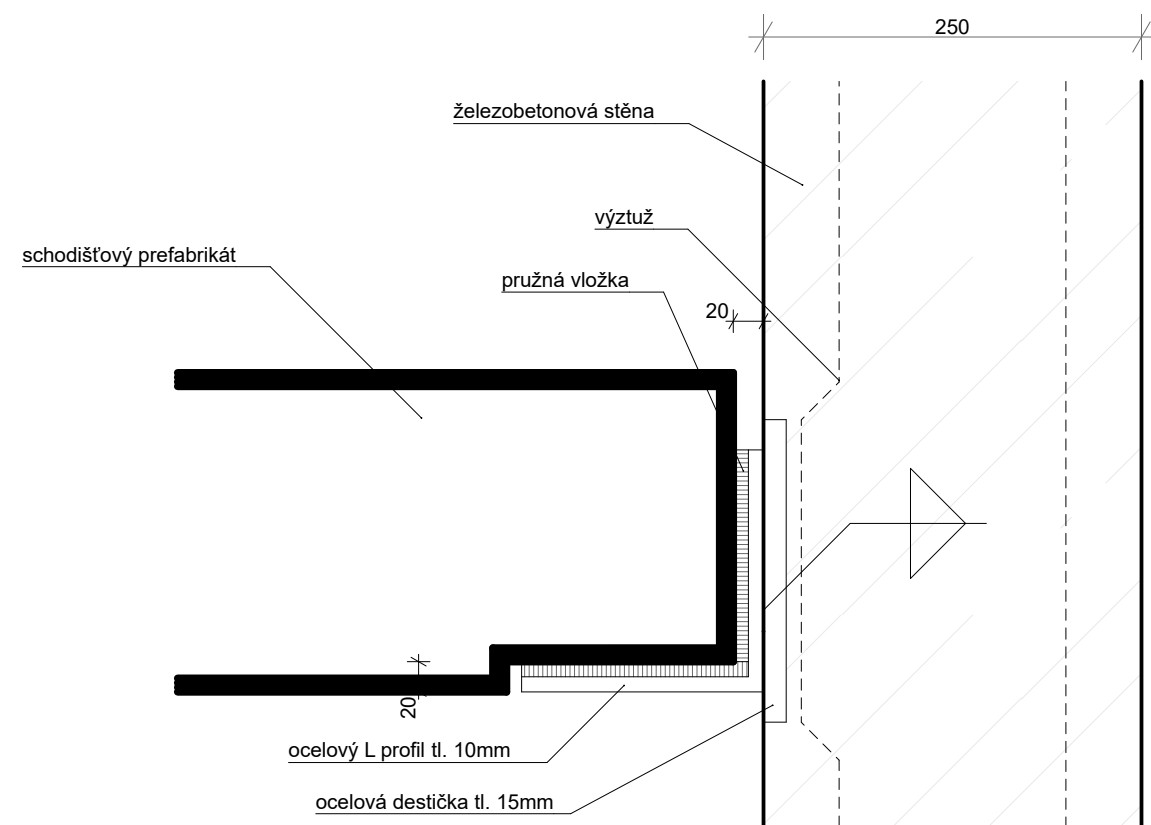 250
železobetonová stěna
výztuž
schodišťový prefabrikát
pružná vložka
20
20
ocelový L profil tl. 10mm
ocelová destička tl. 15mm